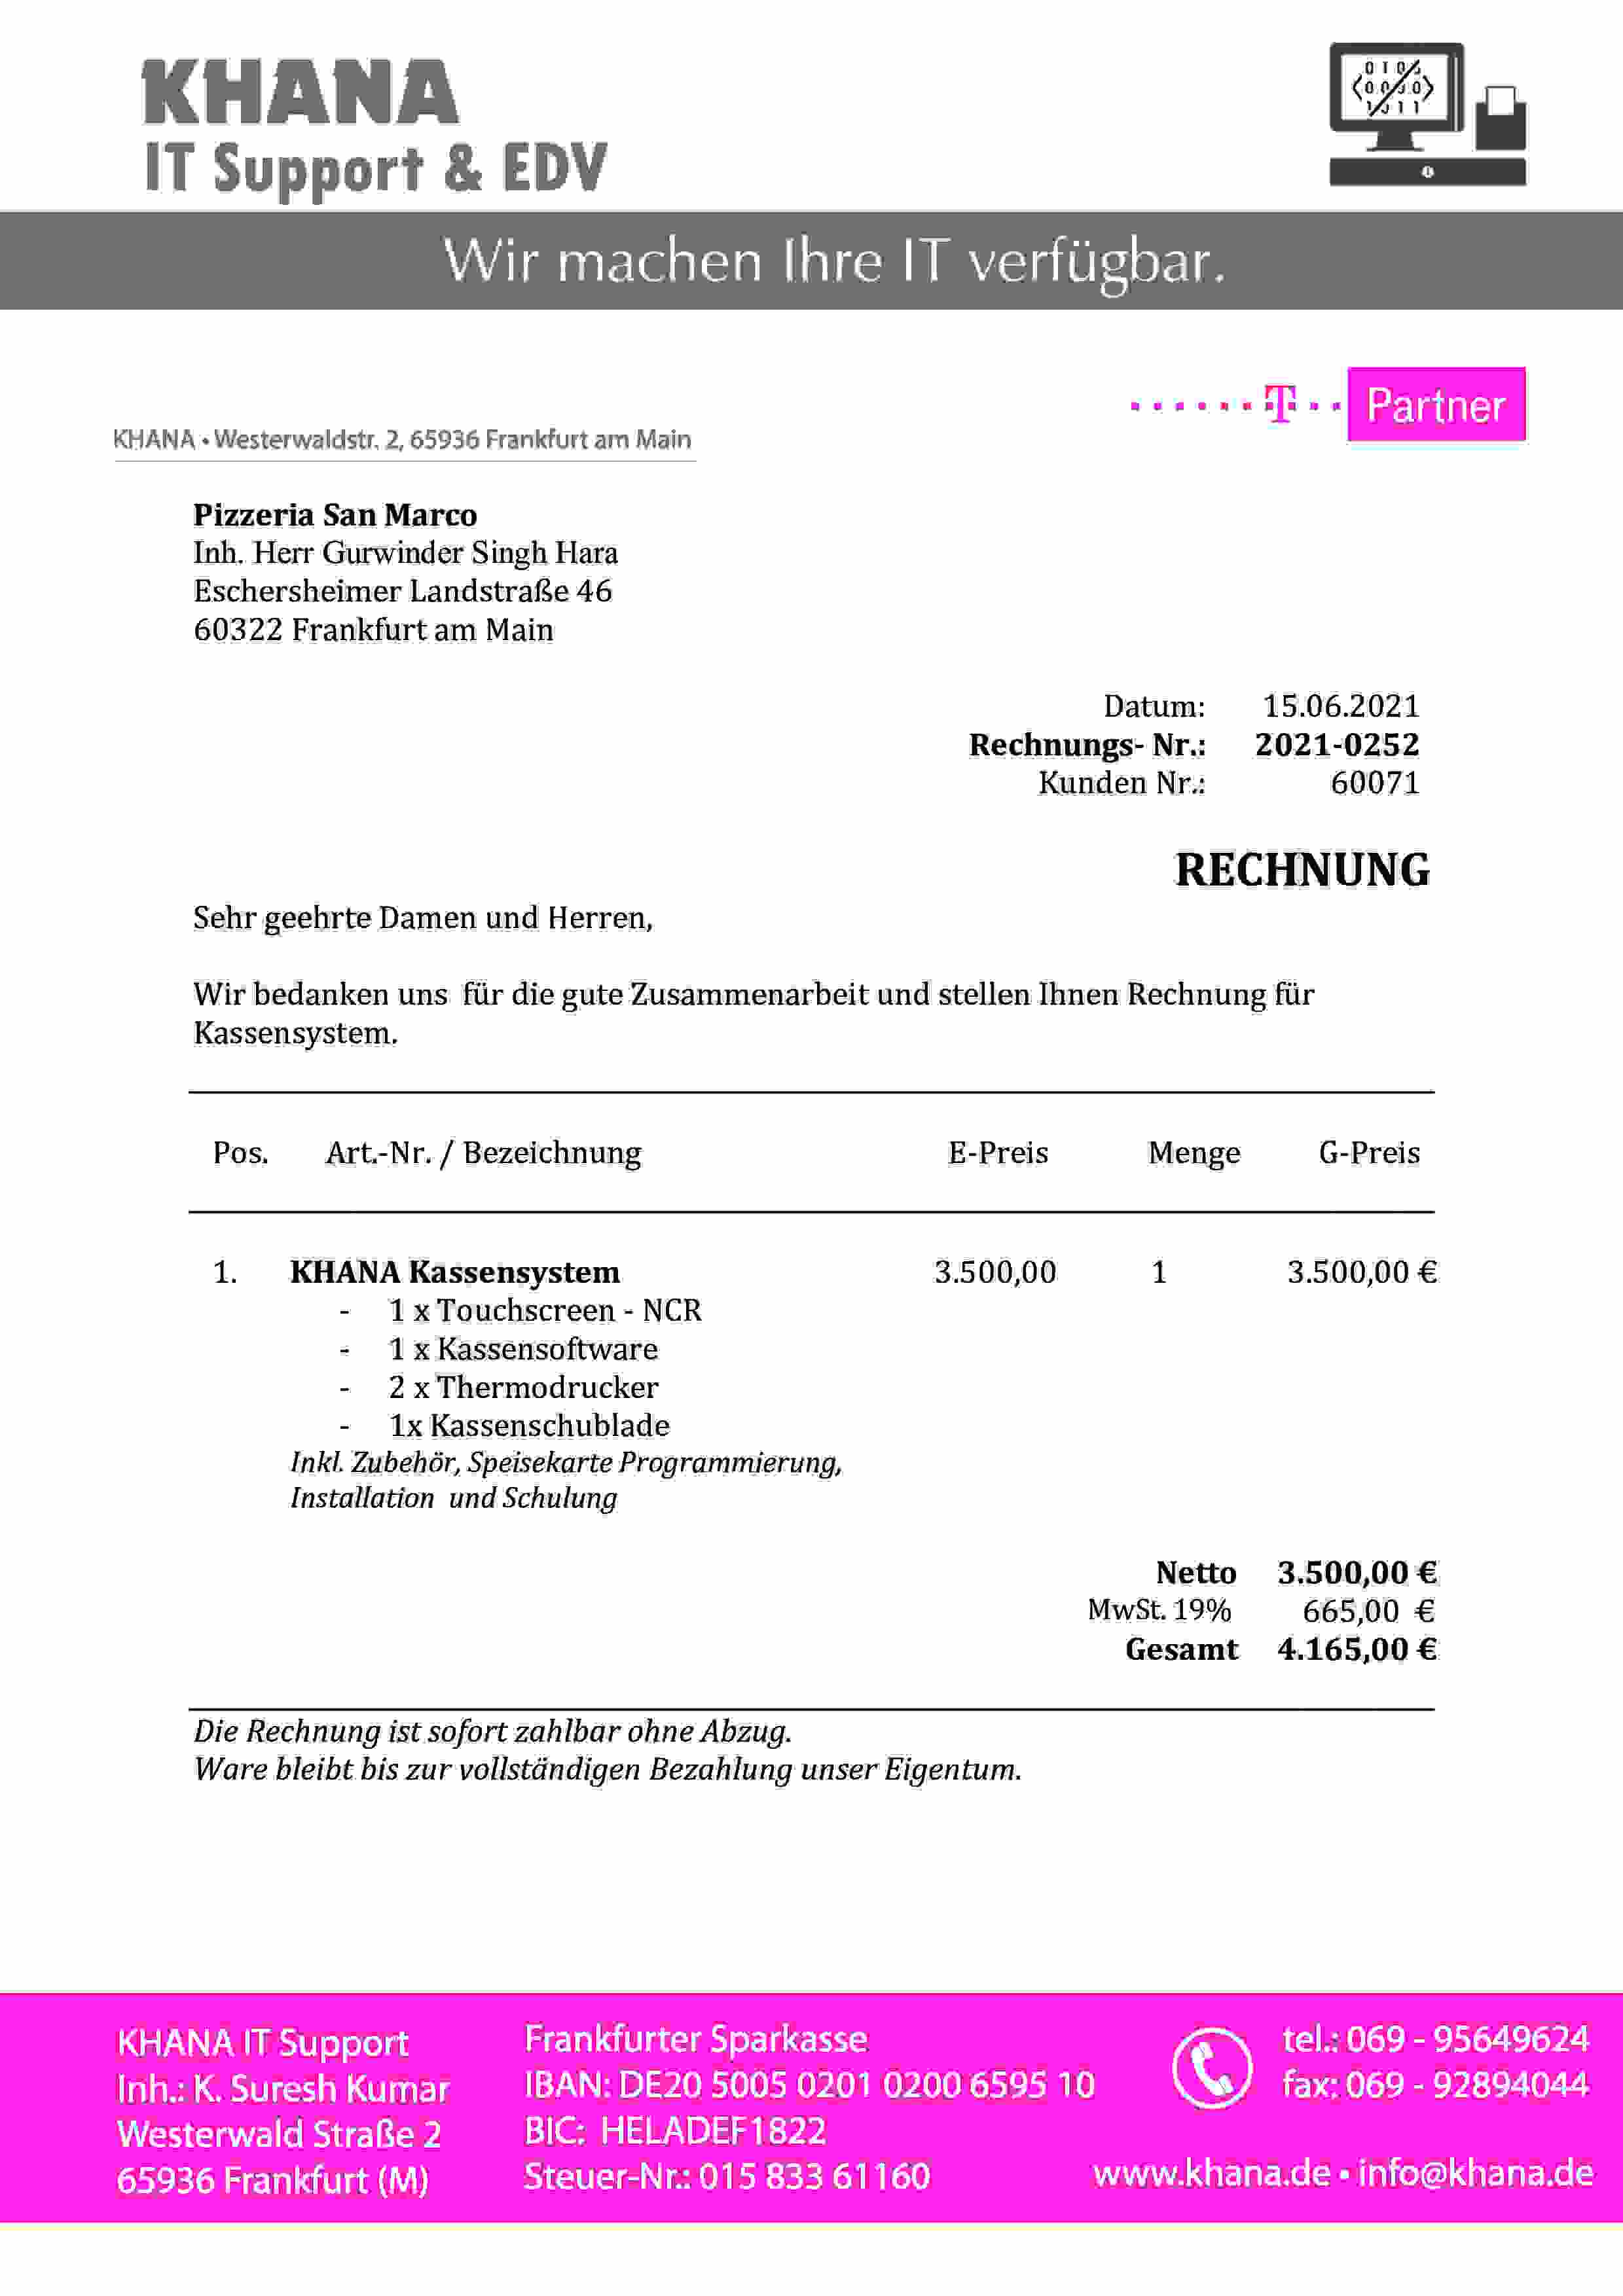 KHANA
IT Support & EDV
Wir machen Ihre IT verfügbar.
T Partner
KHANA • Westerwaldstr. 2, 65936 Frankfurt am Main
Pizzeria San Marco
Inh. Herr Gurwinder Singh Hara
Eschersheimer Landstraße 46
60322 Frankfurt am Main
Datum: 15.06.2021
Rechnungs- Nr.: 2021-0252
Kunden Nr.: 60071
RECHNUNG
Sehr geehrte Damen und Herren,
Wir bedanken uns für die gute Zusammenarbeit und stellen Ihnen Rechnung für
Kassensystem.
Pos. Art.-Nr. / Bezeichnung E-Preis Menge G-Preis
1. KHANA Kassensystem 3.500,00 1 3.500,00 €
- 1 x Touchscreen - NCR
- 1 x Kassensoftware
- 2 x Thermodrucker
- 1x Kassenschublade
Inkl. Zubehör, Speisekarte Programmierung,
Installation und Schulung
Netto 3.500,00 €
MwSt. 19% 665,00 €
Gesamt 4.165,00 €
Die Rechnung ist sofort zahlbar ohne Abzug.
Ware bleibt bis zur vollständigen Bezahlung unser Eigentum.
KHANA IT Support
Inh.: K. Suresh Kumar
Westerwald Straße 2
65936 Frankfurt (M)
Frankfurter Sparkasse
IBAN: DE20 5005 0201 0200 6595 10
BIC: HELADEF1822
Steuer-Nr.: 015 833 61160
tel.: 069 - 95649624
fax: 069 - 92894044
www.khana.de • info@khana.de